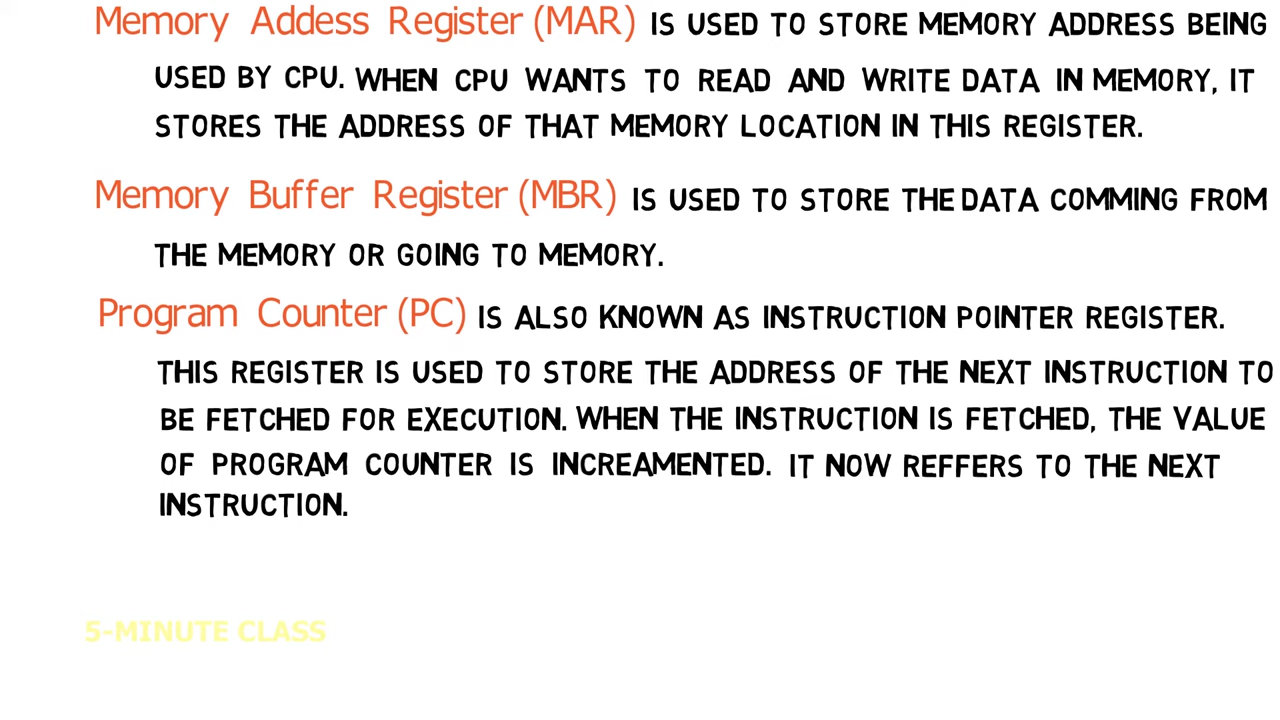 Memory Addess Register (MAR) IS USED TO STORE MEMORY ADDRESS BEING
USED BY CPU. WHEN CPU WANTS TO READ AND WRITE DATA IN MEMORY, IT
STORES THE ADDRESS OF THAT MEMORY LOCATION IN THIS REGISTER.
Memory Buffer Register (MBR) IS USED TO STORE THE DATA COMMING FROM
THE MEMORY OR GOING TO MEMORY.
Program Counter (PC) IS ALSO KNOWN AS INSTRUCTION POINTER REGISTER.
THIS REGISTER IS USED TO STORE THE ADDRESS OF THE NEXT INSTRUCTION TO
BE FETCHED FOR EXECUTION. WHEN THE INSTRUCTION IS FETCHED, THE VALUE
OF PROGRAM COUNTER IS INCREAMENTED. IT NOW REFFERS TO THE NEXT
INSTRUCTION.
5-MINUTE CLASS